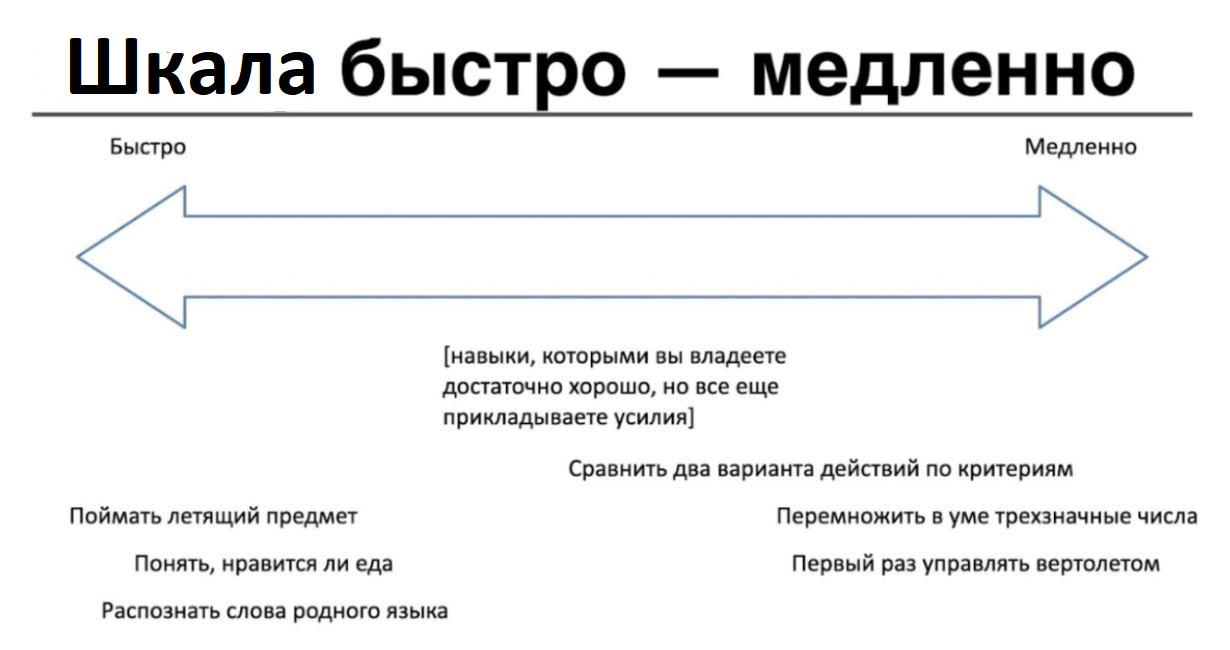 Шкала быстро — медленно
Быстро
Медленно
[навыки, которыми вы владеете
достаточно хорошо, но все еще
прикладываете усилия]
Сравнить два варианта действий по критериям
Поймать летящий предмет
Перемножить в уме трехзначные числа
Понять, нравится ли еда
Первый раз управлять вертолетом
Распознать слова родного языка